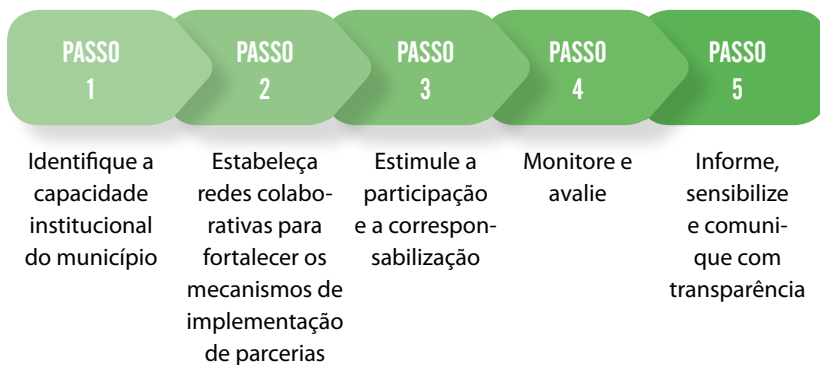 PASSO
1
PASSO
2
PASSO
3
PASSO
4
PASSO
5
Identifique a
capacidade
institucional
do município
Estabeleça
redes colabo-
rativas para
fortalecer os
mecanismos de
implementação
de parcerias
Estimule a
participação
e a correspon-
sabilização
Monitore e
avalie
Informe,
sensibilize
e comuni-
que com
transparência